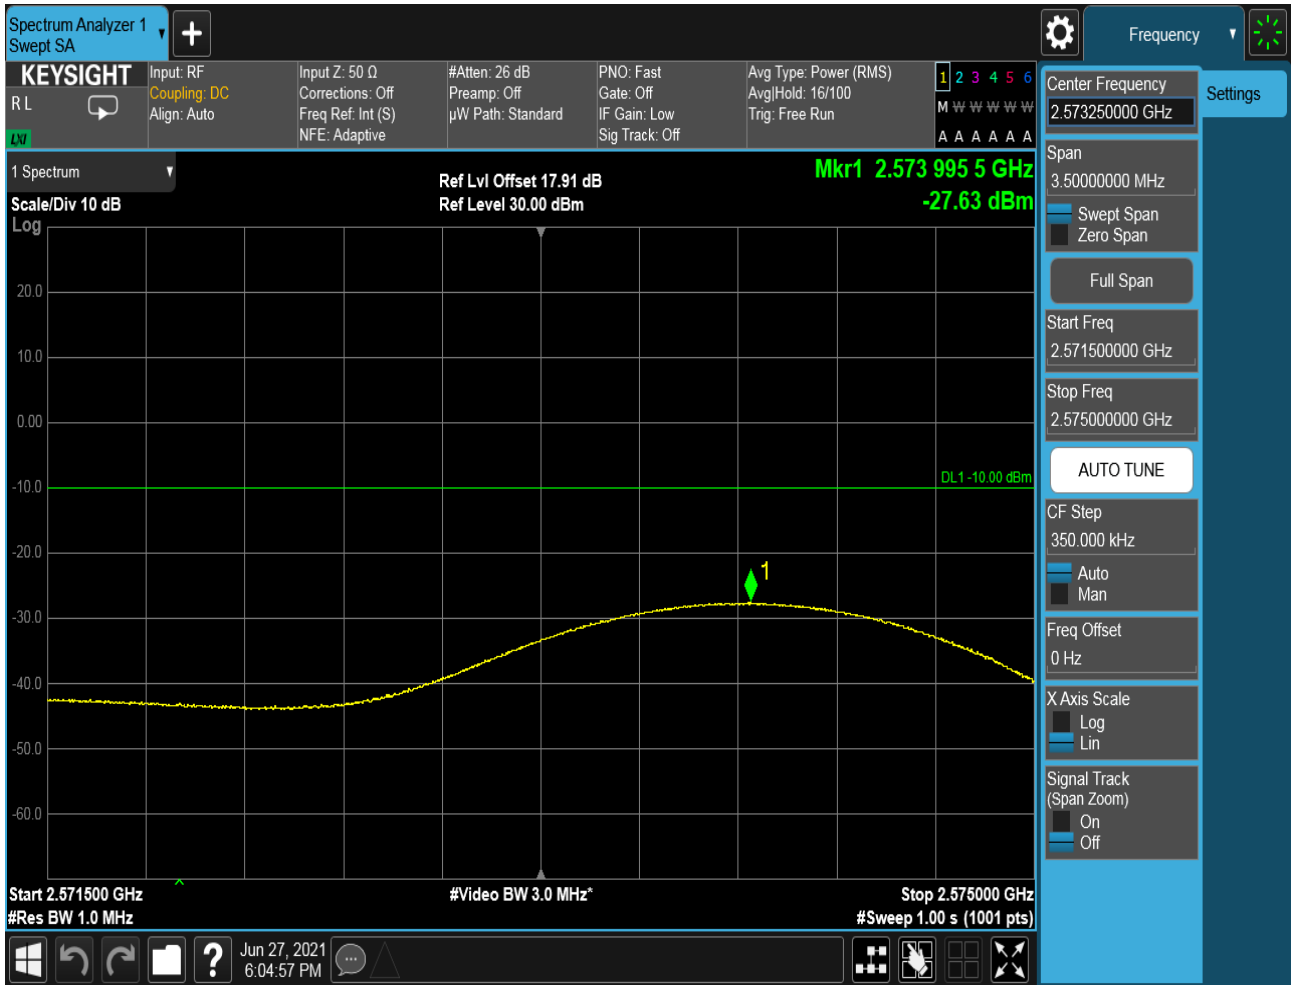 Spectrum Analyzer 1
Swept SA
Frequency
KEYSIGHT
R L
LXI
Input: RF
Coupling: DC
Align: Auto
Input Z: 50 Ω
Corrections: Off
Freq Ref: Int (S)
NFE: Adaptive
#Atten: 26 dB
Preamp: Off
µW Path: Standard
PNO: Fast
Gate: Off
IF Gain: Low
Sig Track: Off
Avg Type: Power (RMS)
Avg|Hold: 16/100
Trig: Free Run
1 2 3 4 5 6
M W W W W W
A A A A A A
1 Spectrum
Scale/Div 10 dB
Log
Ref Lvl Offset 17.91 dB
Ref Level 30.00 dBm
Mkr1 2.573 995 5 GHz
-27.63 dBm
20.0
10.0
0.00
-10.0
-20.0
-30.0
-40.0
-50.0
-60.0
DL1 -10.00 dBm
1
Start 2.571500 GHz
#Res BW 1.0 MHz
#Video BW 3.0 MHz*
Stop 2.575000 GHz
#Sweep 1.00 s (1001 pts)
Center Frequency
2.573250000 GHz
Settings
Span
3.50000000 MHz
Swept Span
Zero Span
Full Span
Start Freq
2.571500000 GHz
Stop Freq
2.575000000 GHz
AUTO TUNE
CF Step
350.000 kHz
Auto
Man
Freq Offset
0 Hz
X Axis Scale
Log
Lin
Signal Track
(Span Zoom)
On
Off
?
Jun 27, 2021
6:04:57 PM